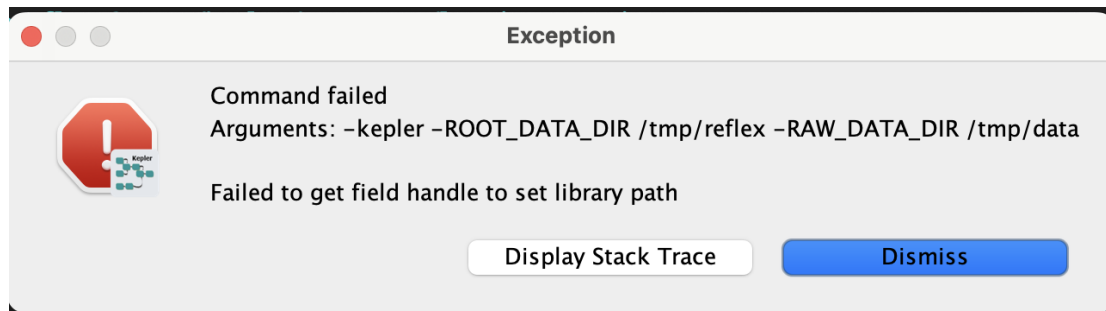 Exception
Command failed
Arguments: -kepler -ROOT_DATA_DIR /tmp/reflex -RAW_DATA_DIR /tmp/data
Kepler
Failed to get field handle to set library path
Display Stack Trace
Dismiss